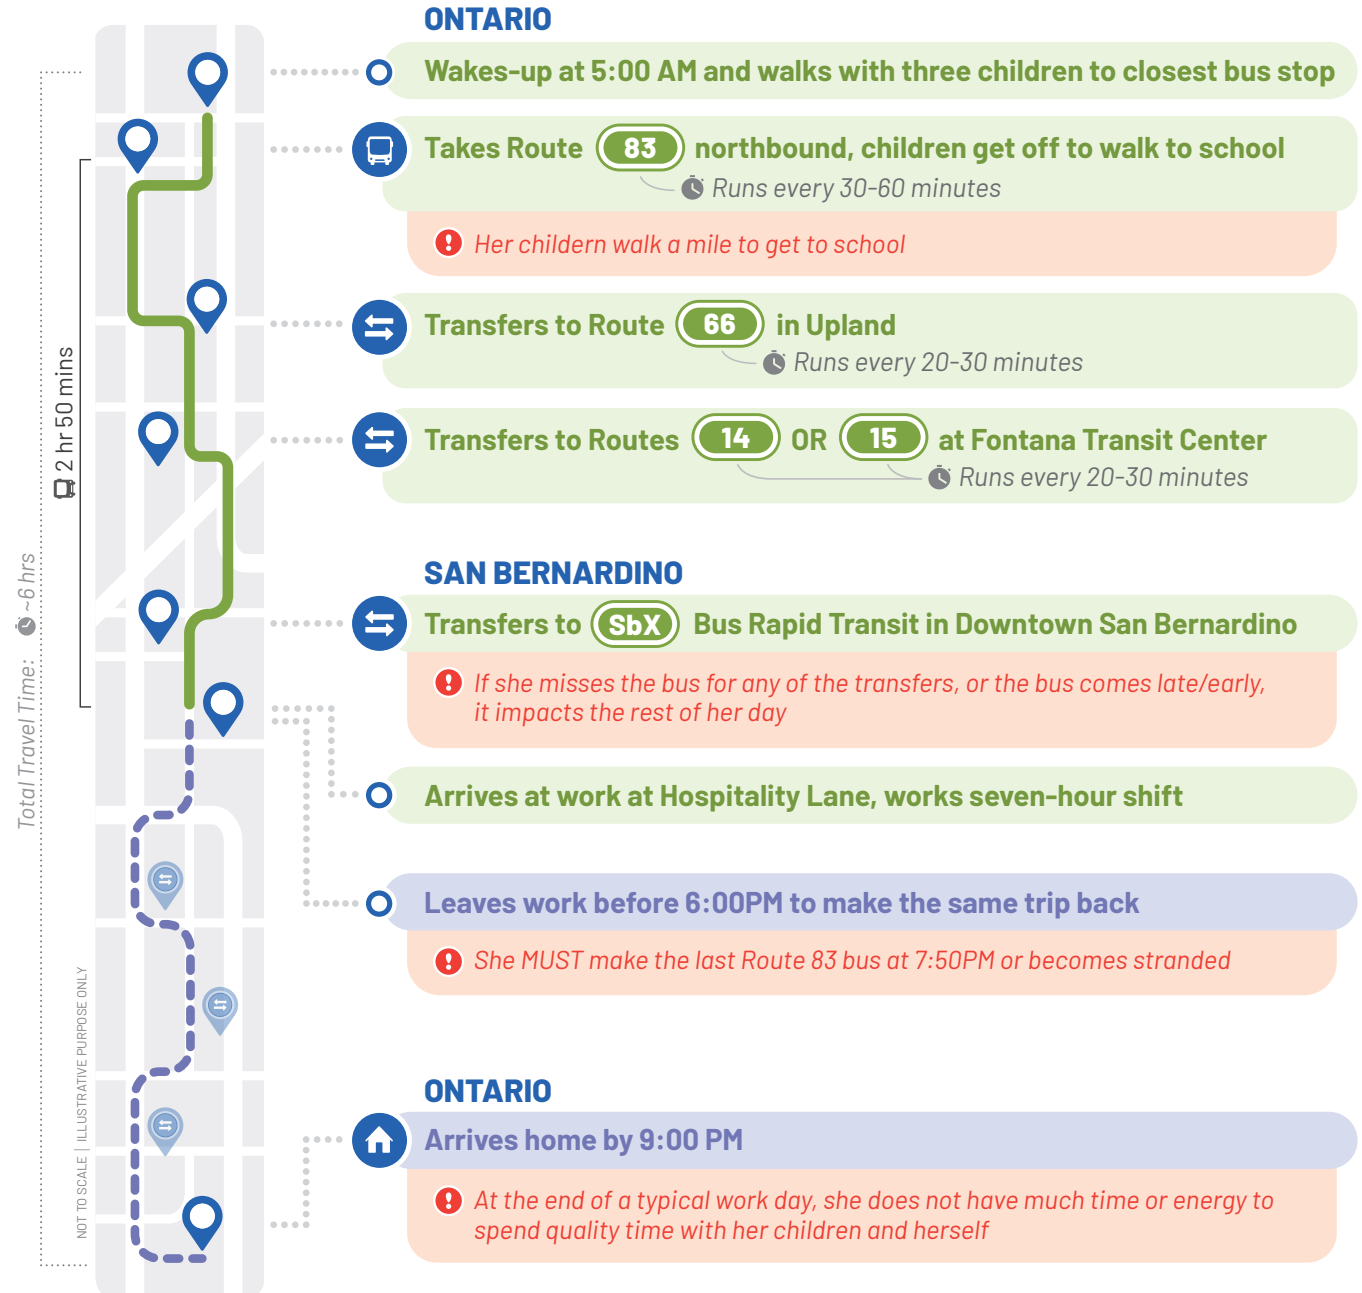 ONTARIO
Wakes-up at 5:00 AM and walks with three children to closest bus stop
Takes Route 83 northbound, children get off to walk to school
Runs every 30-60 minutes
Her childern walk a mile to get to school
Transfers to Route 66 in Upland
Runs every 20-30 minutes
Transfers to Routes 14 OR 15 at Fontana Transit Center
Runs every 20-30 minutes
SAN BERNARDINO
Transfers to SbX Bus Rapid Transit in Downtown San Bernardino
If she misses the bus for any of the transfers, or the bus comes late/early,
it impacts the rest of her day
Arrives at work at Hospitality Lane, works seven-hour shift
Leaves work before 6:00PM to make the same trip back
She MUST make the last Route 83 bus at 7:50PM or becomes stranded
ONTARIO
Arrives home by 9:00 PM
At the end of a typical work day, she does not have much time or energy to
spend quality time with her children and herself
2 hr 50 mins
Total Travel Time: ~6 hrs
NOT TO SCALE | ILLUSTRATIVE PURPOSE ONLY